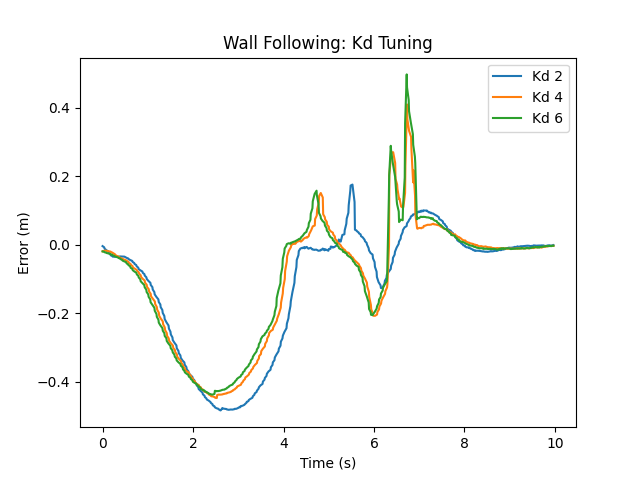 Wall Following: Kd Tuning
Kd 2
Kd 4
Kd 6
Error (m)
0.4
0.2
0.0
−0.2
−0.4
0 2 4 6 8 10
Time (s)